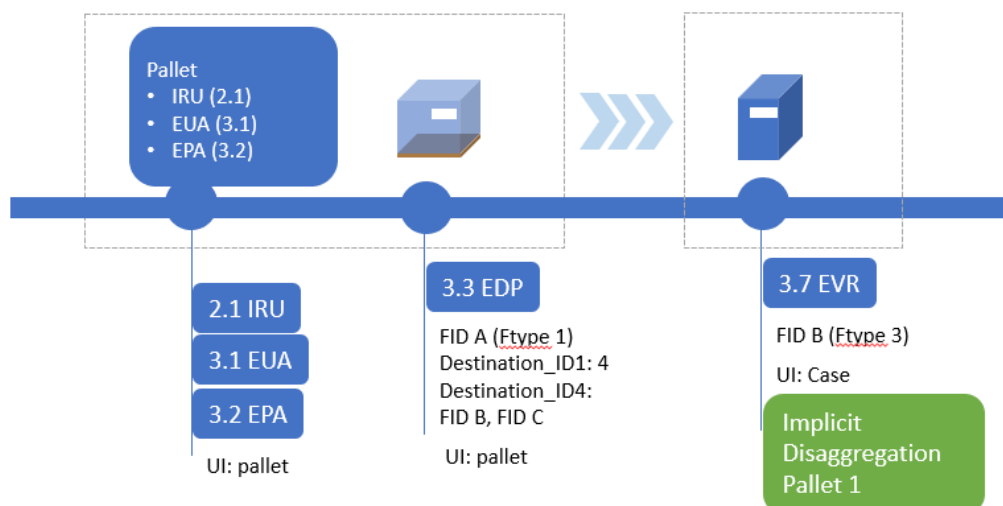 Pallet
• IRU (2.1)
• EUA (3.1)
• EPA (3.2)
2.1 IRU
3.1 EUA
3.2 EPA
UI: pallet
3.3 EDP
FID A (Ftype 1)
Destination_ID1: 4
Destination_ID4:
FID B, FID C
UI: pallet
3.7 EVR
FID B (Ftype 3)
UI: Case
Implicit
Disaggregation
Pallet 1